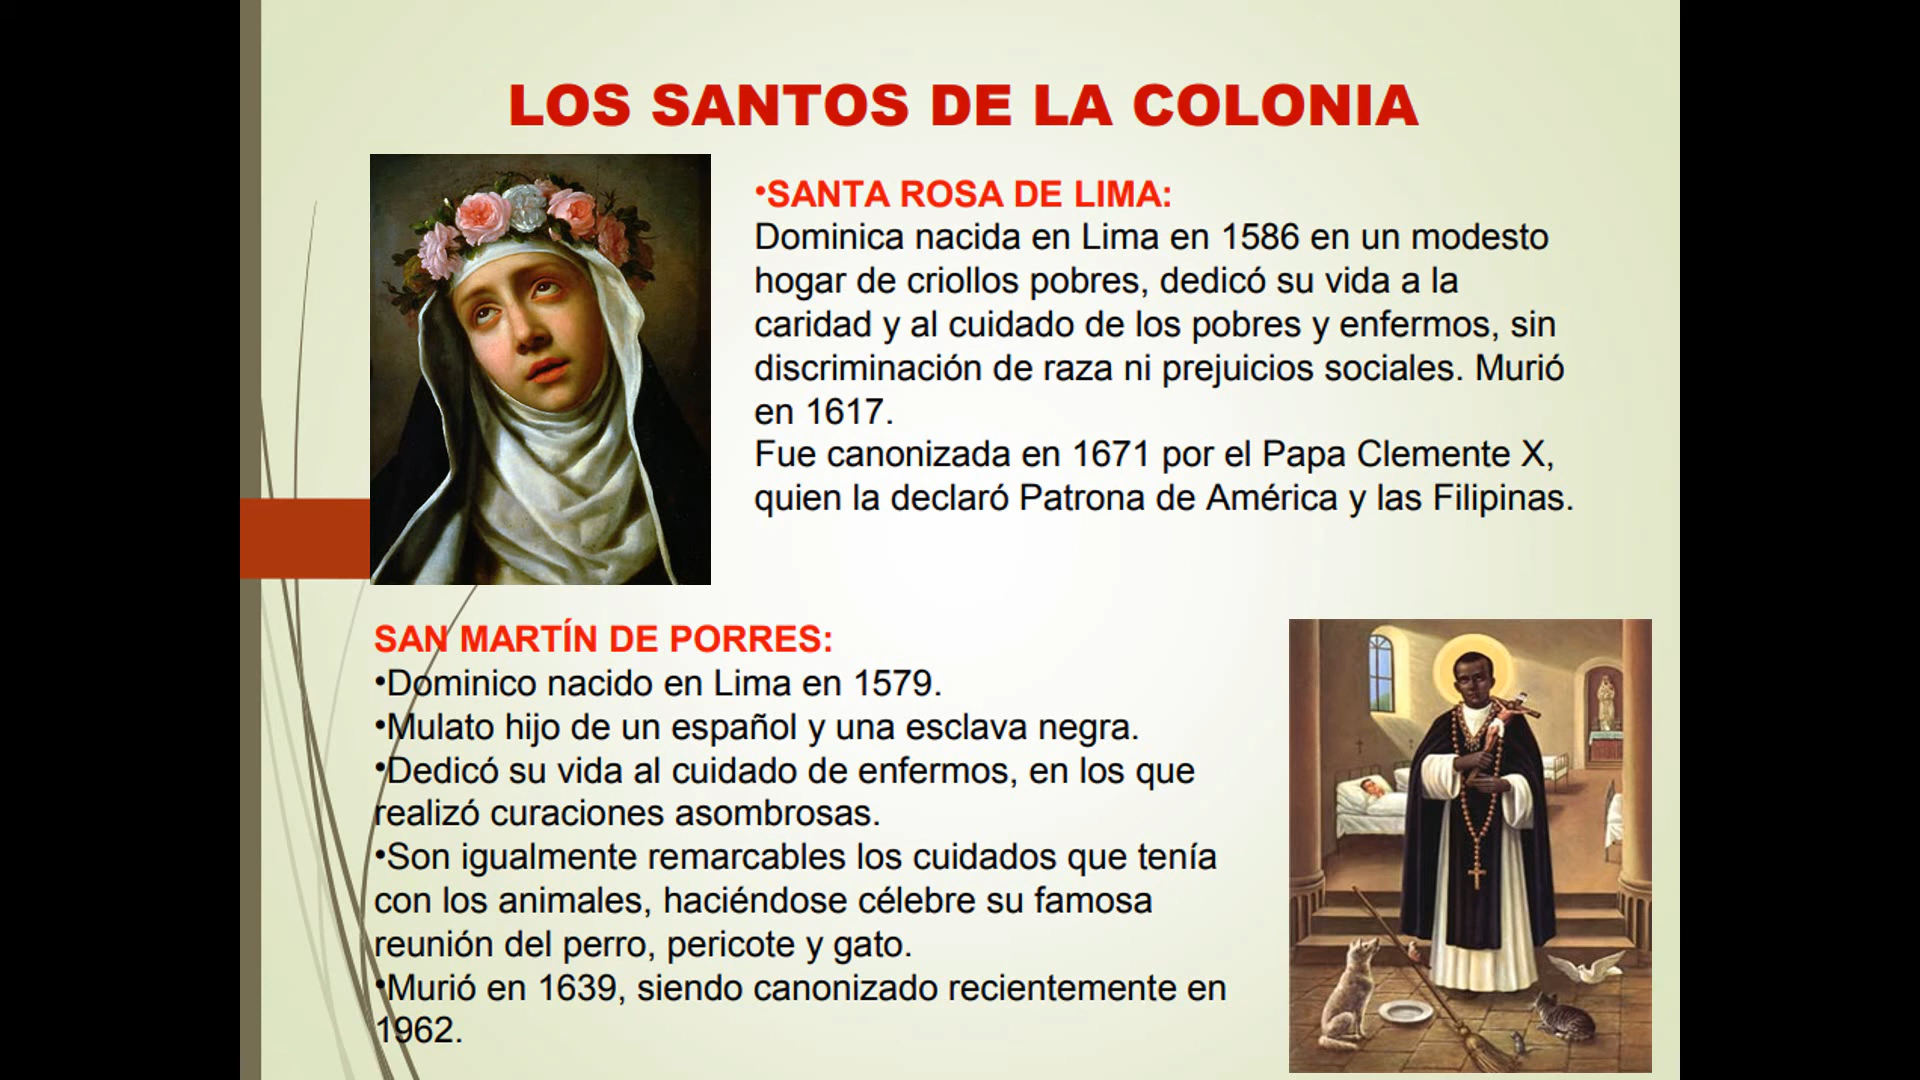 LOS SANTOS DE LA COLONIA
•SANTA ROSA DE LIMA:
Dominica nacida en Lima en 1586 en un modesto
hogar de criollos pobres, dedicó su vida a la
caridad y al cuidado de los pobres y enfermos, sin
discriminación de raza ni prejuicios sociales. Murió
en 1617.
Fue canonizada en 1671 por el Papa Clemente X,
quien la declaró Patrona de América y las Filipinas.
SAN MARTÍN DE PORRES:
•Dominico nacido en Lima en 1579.
•Mulato hijo de un español y una esclava negra.
•Dedicó su vida al cuidado de enfermos, en los que
realizó curaciones asombrosas.
•Son igualmente remarcables los cuidados que tenía
con los animales, haciéndose célebre su famosa
reunión del perro, pericote y gato.
•Murió en 1639, siendo canonizado recientemente en
1962.